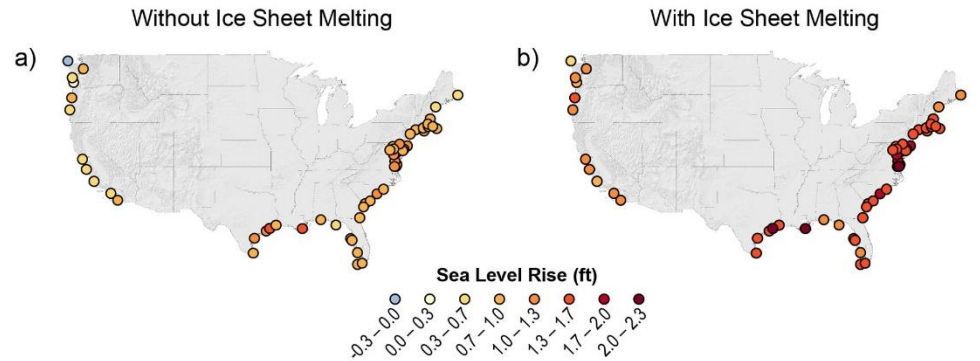 Without Ice Sheet Melting
With Ice Sheet Melting
a)
b)
Sea Level Rise (ft)
-0.3 – 0.0
0.0 – 0.3
0.3 – 0.7
0.7 – 1.0
1.0 – 1.3
1.3 – 1.7
1.7 – 2.0
2.0 – 2.3